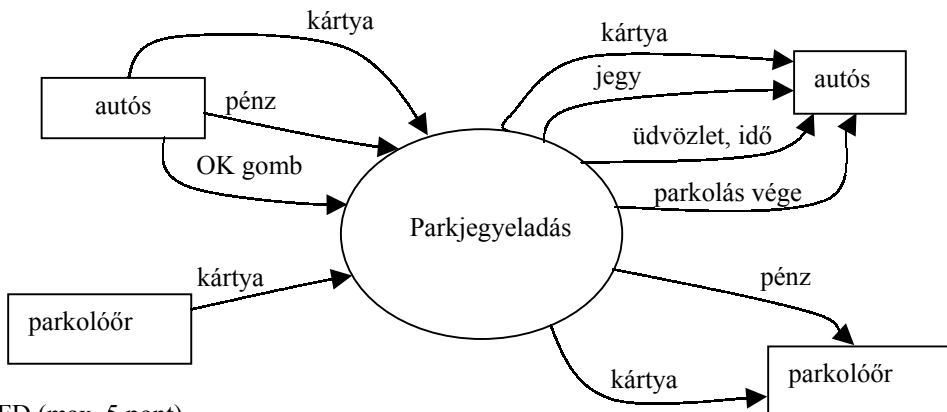 kártya
kártya
autós
pénz
jegy
autós
OK gomb
üdvözlet, idő
parkolás vége
Parkjegyeladás
kártya
parkolóőr
pénz
kártya
parkolóőr